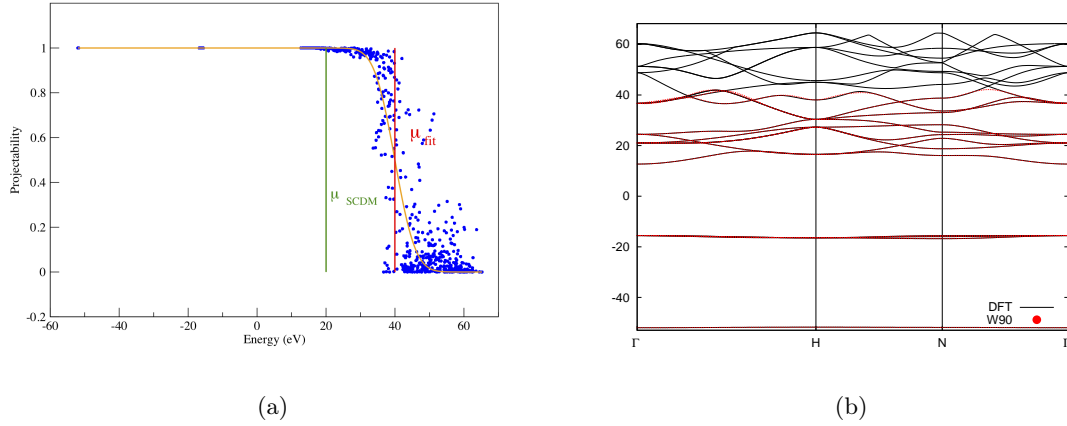 1
0.8
0.6
0.4
0.2
0
-0.2
Projectability
μ fit
μ SCDM
-60 -50 -40 -20 0 20 40 60
Energy (eV)
(a)
60
40
20
0
-20
-40
DFT
W90
Γ H N Γ
(b)